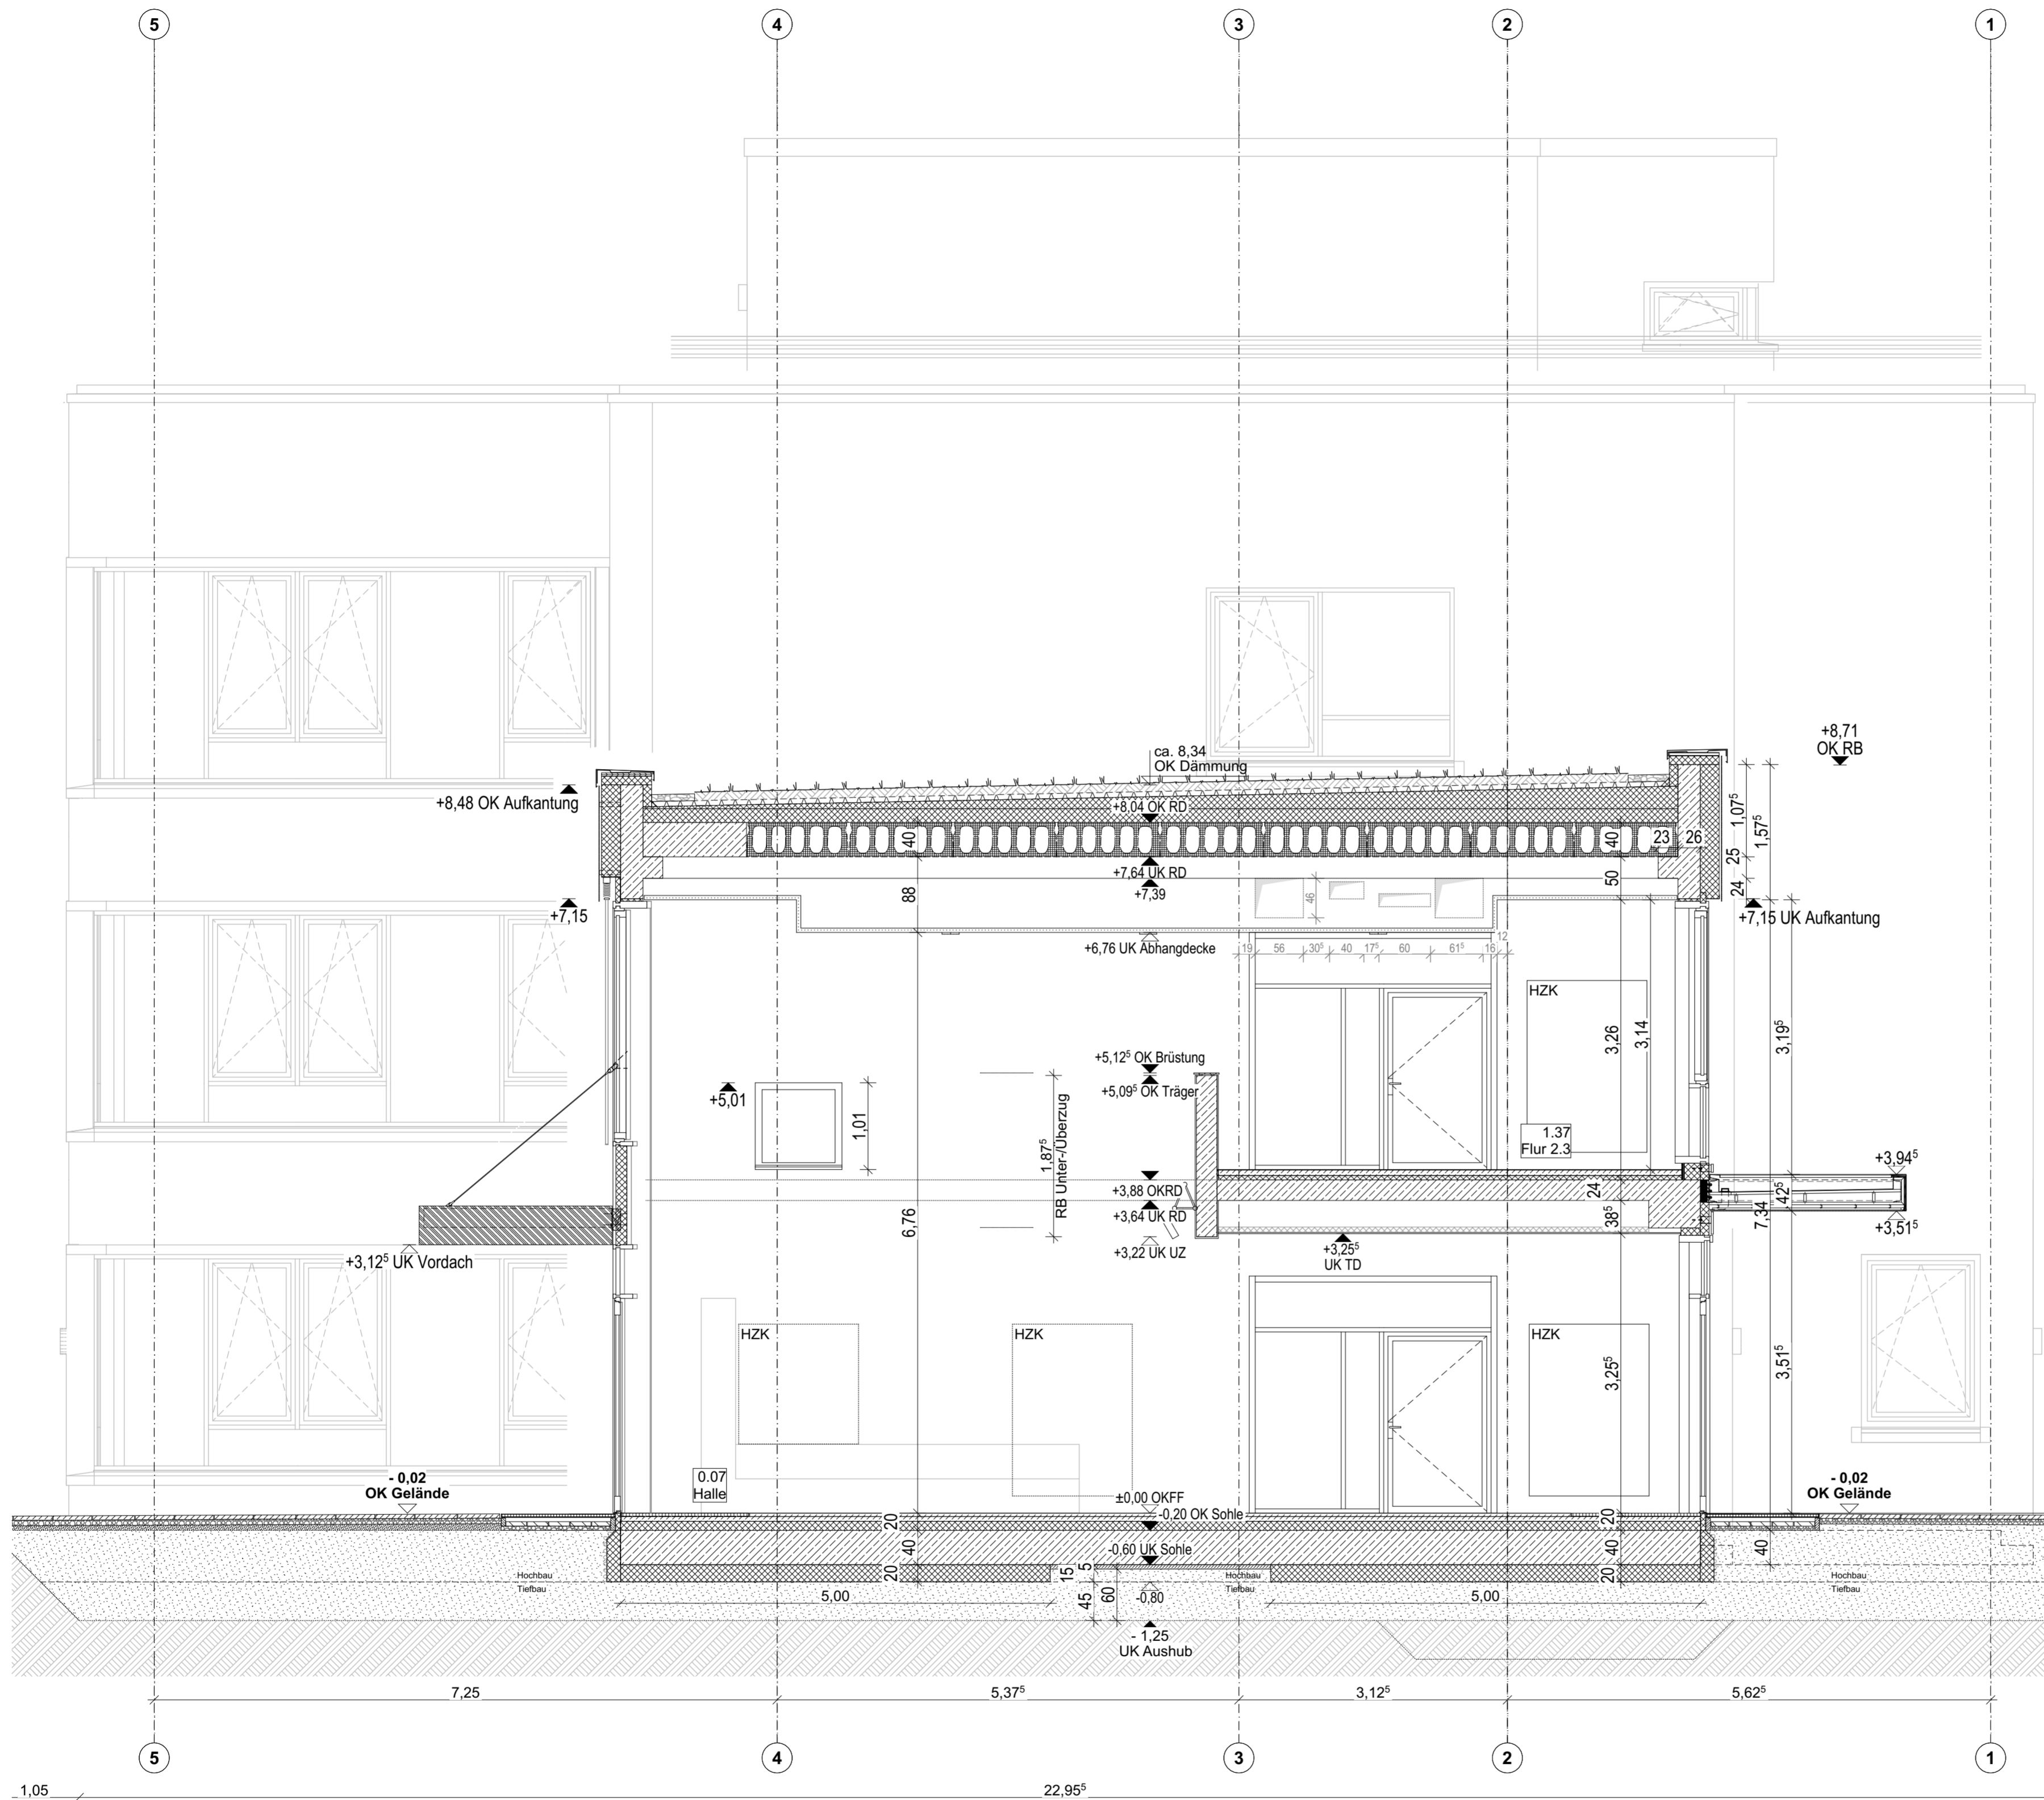 5
4
3
2
1
+8,71
OK RB
ca. 8,34
OK Dämmung
+8,48 OK Aufkantung
+8,04 OK RD
40
40
23
26
1,07⁵
1,57⁵
25
24
+7,64 UK RD
+7,39
88
50
46
+7,15
+7,15 UK Aufkantung
+6,76 UK Abhangdecke
19
56
30⁵
40
17⁵
60
61⁵
16
12
HZK
3,26
3,14
3,19⁵
+5,12⁵ OK Brüstung
+5,09⁵ OK Träger
+5,01
1,01
1,87⁵
RB Unter-/Überzug
1.37
Flur 2.3
+3,94⁵
+3,88 OKRD
24
42⁵
7,34
+3,64 UK RD
38⁵
+3,51⁵
6,76
+3,22 UK UZ
+3,25⁵
UK TD
+3,12⁵ UK Vordach
HZK
HZK
HZK
3,25⁵
3,51⁵
0.07
Halle
- 0,02
OK Gelände
- 0,02
OK Gelände
±0,00 OKFF
-0,20 OK Sohle
20
20
40
-0,60 UK Sohle
40
40
20
15
5
20
Hochbau
Tiefbau
Hochbau
Tiefbau
Hochbau
Tiefbau
5,00
45
60
-0,80
5,00
- 1,25
UK Aushub
7,25
5,37⁵
3,12⁵
5,62⁵
5
4
3
2
1
1,05
22,95⁵